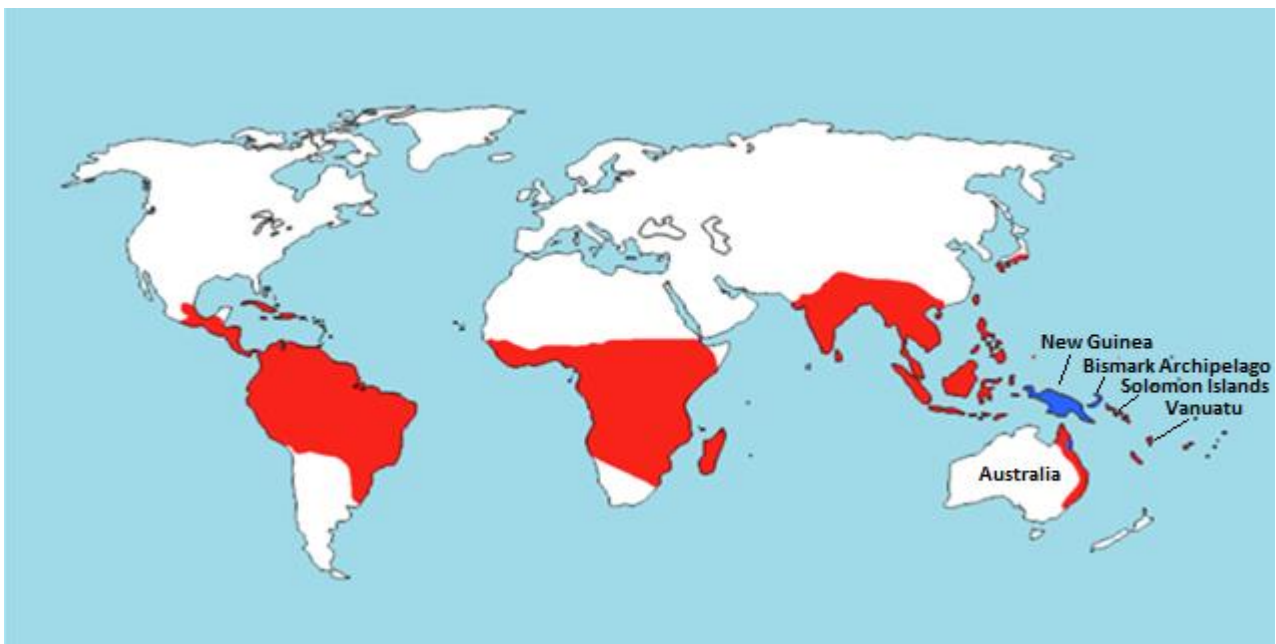 New Guinea
Bismark Archipelago
Solomon Islands
Vanuatu
Australia